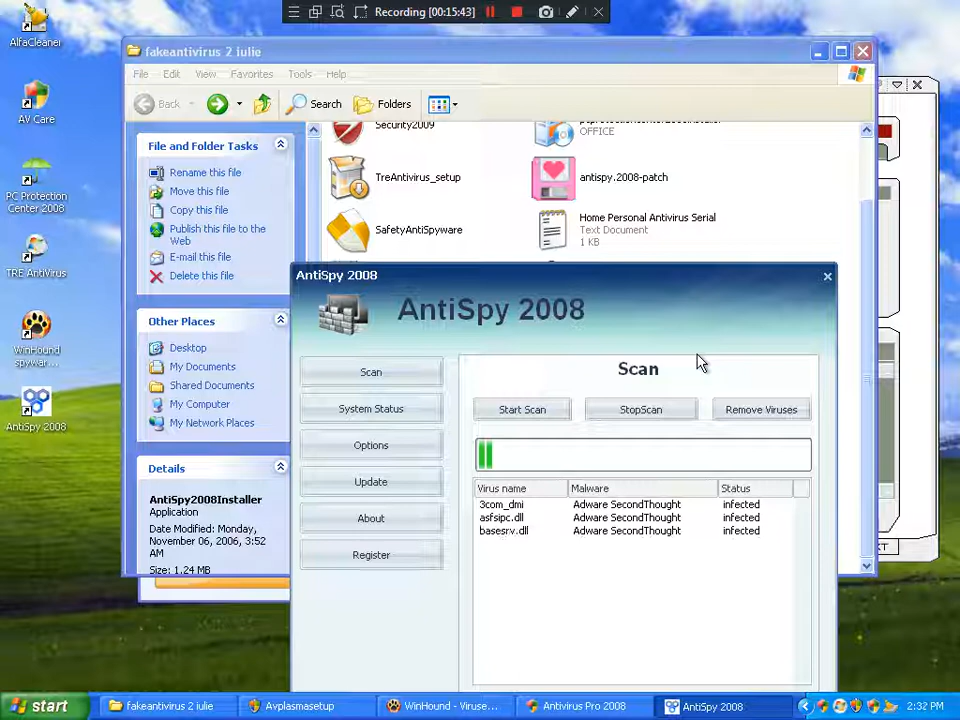 Recording [00:15:43]
AlfaCleaner
AV Care
PC Protection
Center 2008
TRE AntiVirus
WinHound
spywar...
AntiSpy 2008
fakeantivirus 2 iulie
File Edit View Favorites Tools Help
Back Search Folders
File and Folder Tasks
Rename this file
Move this file
Copy this file
Publish this file to the
Web
E-mail this file
Delete this file
Other Places
Desktop
My Documents
Shared Documents
My Computer
My Network Places
Details
AntiSpy2008Installer
Application
Date Modified: Monday,
November 06, 2006, 3:52
AM
Size: 1.24 MB
Security2009
OFFICE
TreAntivirus_setup
antispy.2008-patch
SafetyAntiSpyware
Home Personal Antivirus Serial
Text Document
1 KB
AntiSpy 2008
AntiSpy 2008
Scan
System Status
Options
Update
About
Register
Scan
Start Scan StopScan Remove Viruses
Virus name Malware Status
3com_dmi Adware SecondThought infected
asfsipc.dll Adware SecondThought infected
basesrv.dll Adware SecondThought infected
start
fakeantivirus 2 iulie
Avplasmasetup
WinHound - Viruse...
Antivirus Pro 2008
AntiSpy 2008
2:32 PM